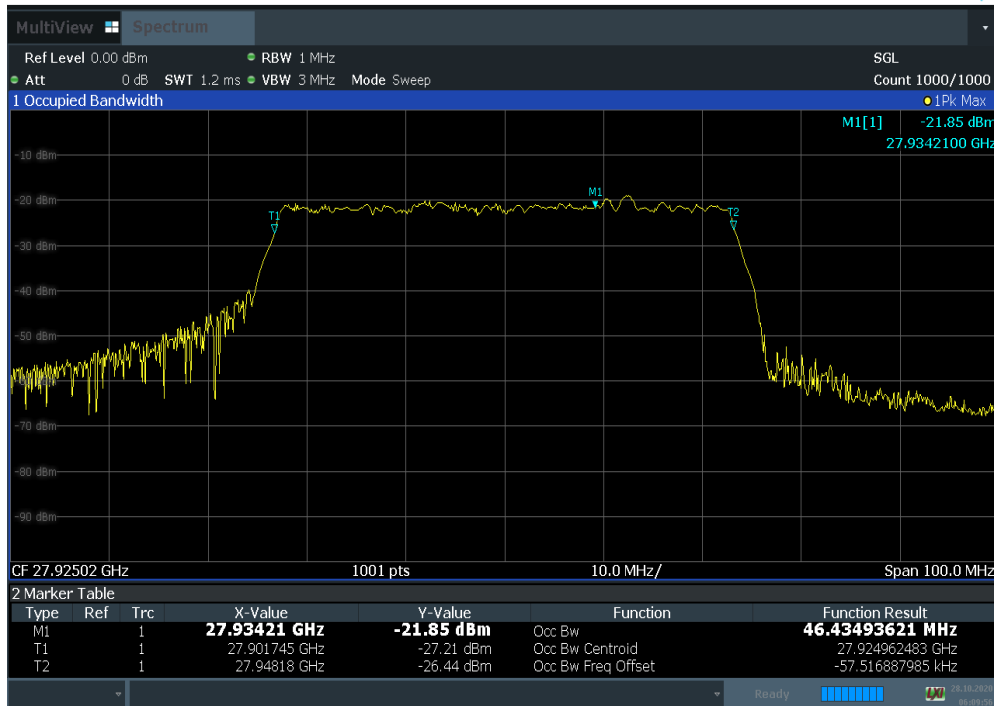 MultiView Spectrum
Ref Level 0.00 dBm RBW 1 MHz SGL
Att 0 dB SWT 1.2 ms VBW 3 MHz Mode Sweep Count 1000/1000
1 Occupied Bandwidth 1Pk Max
M1[1] -21.85 dBm
27.9342100 GHz
-10 dBm
-20 dBm
M1
T1
T2
-30 dBm
-40 dBm
-50 dBm
-70 dBm
-80 dBm
-90 dBm
CF 27.92502 GHz 1001 pts 10.0 MHz/ Span 100.0 MHz
2 Marker Table
Type Ref Trc X-Value Y-Value Function Function Result
M1 1 27.93421 GHz -21.85 dBm Occ Bw 46.43493621 MHz
T1 1 27.901745 GHz -27.21 dBm Occ Bw Centroid 27.924962483 GHz
T2 1 27.94818 GHz -26.44 dBm Occ Bw Freq Offset -57.516887985 kHz
Ready LXI 28.10.2020
06:09:56